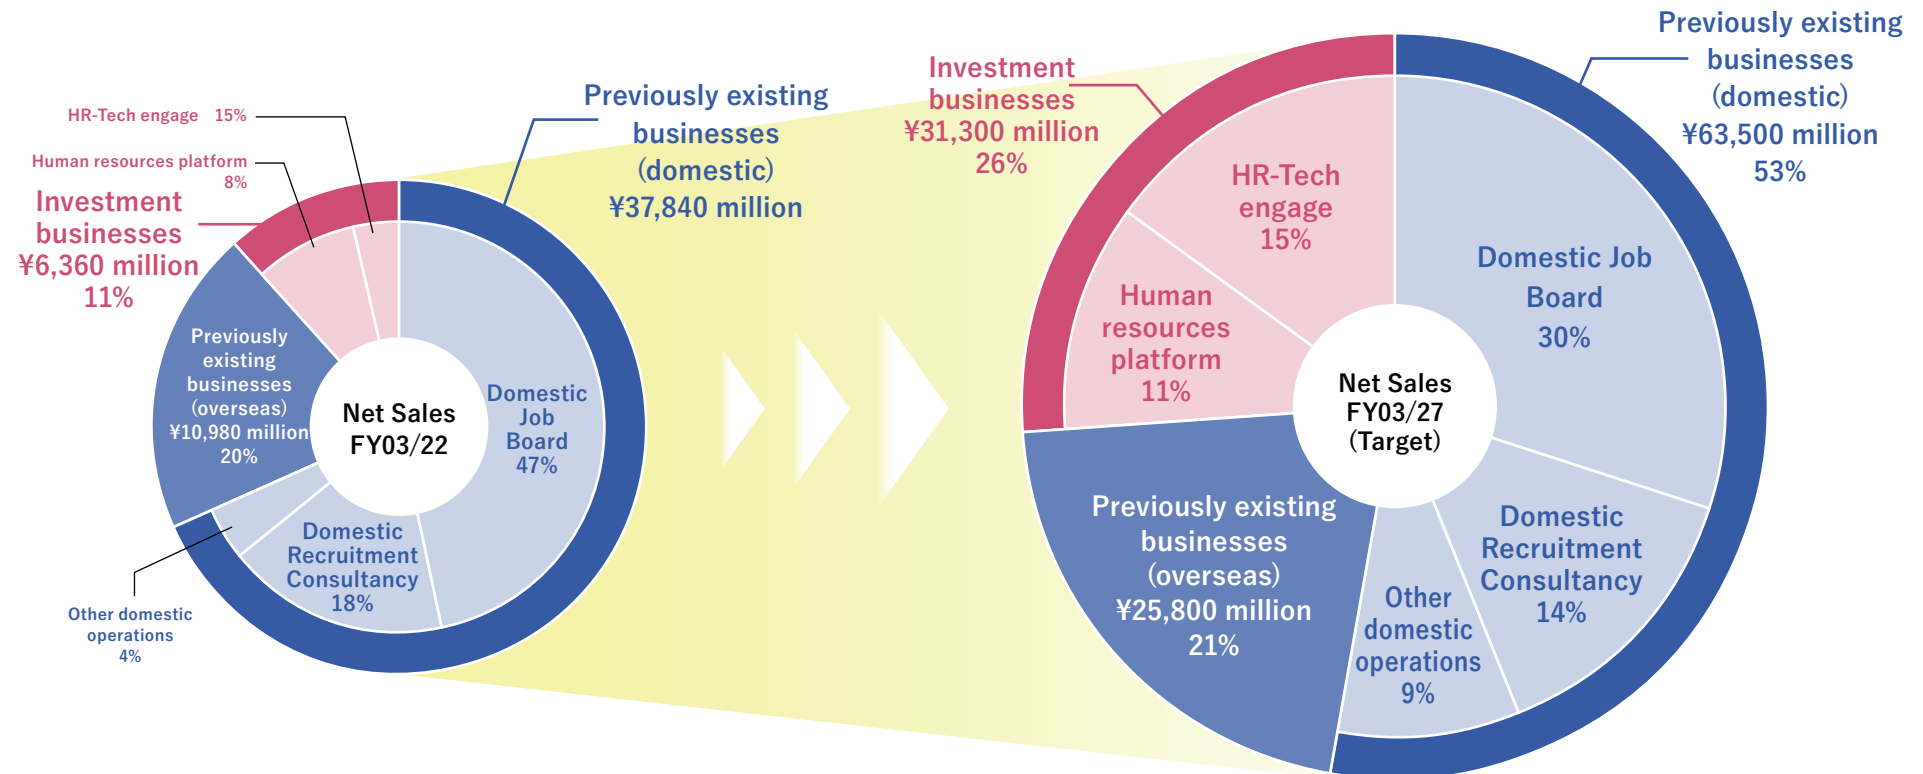 HR-Tech engage 15%
Human resources platform
8%
Investment
businesses
¥6,360 million
11%
Previously existing
businesses
(domestic)
¥37,840 million
Previously
existing
businesses
(overseas)
¥10,980 million
20%
Net Sales
FY03/22
Domestic
Job
Board
47%
Domestic
Recruitment
Consultancy
18%
Other domestic
operations
4%
Investment
businesses
¥31,300 million
26%
Previously existing
businesses
(domestic)
¥63,500 million
53%
HR-Tech
engage
15%
Human
resources
platform
11%
Domestic Job
Board
30%
Net Sales
FY03/27
(Target)
Previously existing
businesses
(overseas)
¥25,800 million
21%
Other
domestic
operations
9%
Domestic
Recruitment
Consultancy
14%